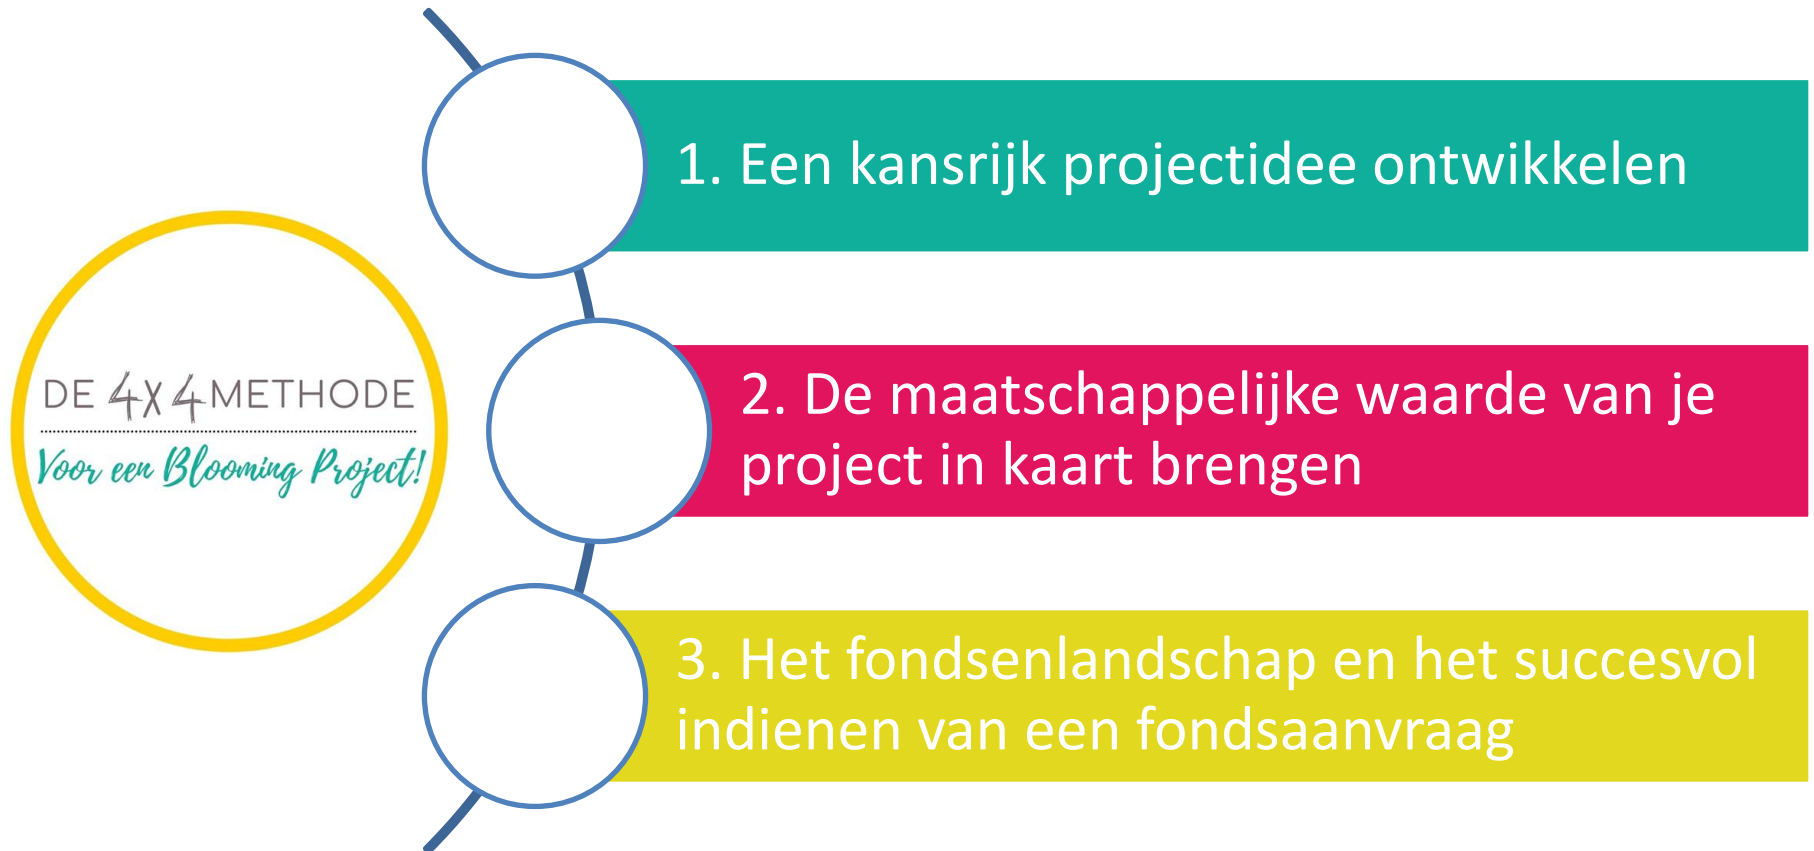 DE 4X4 METHODE
Voor een Blooming Project!
1. Een kansrijk projectidee ontwikkelen
2. De maatschappelijke waarde van je
project in kaart brengen
3. Het fondsenlandschap en het succesvol
indienen van een fondsaanvraag